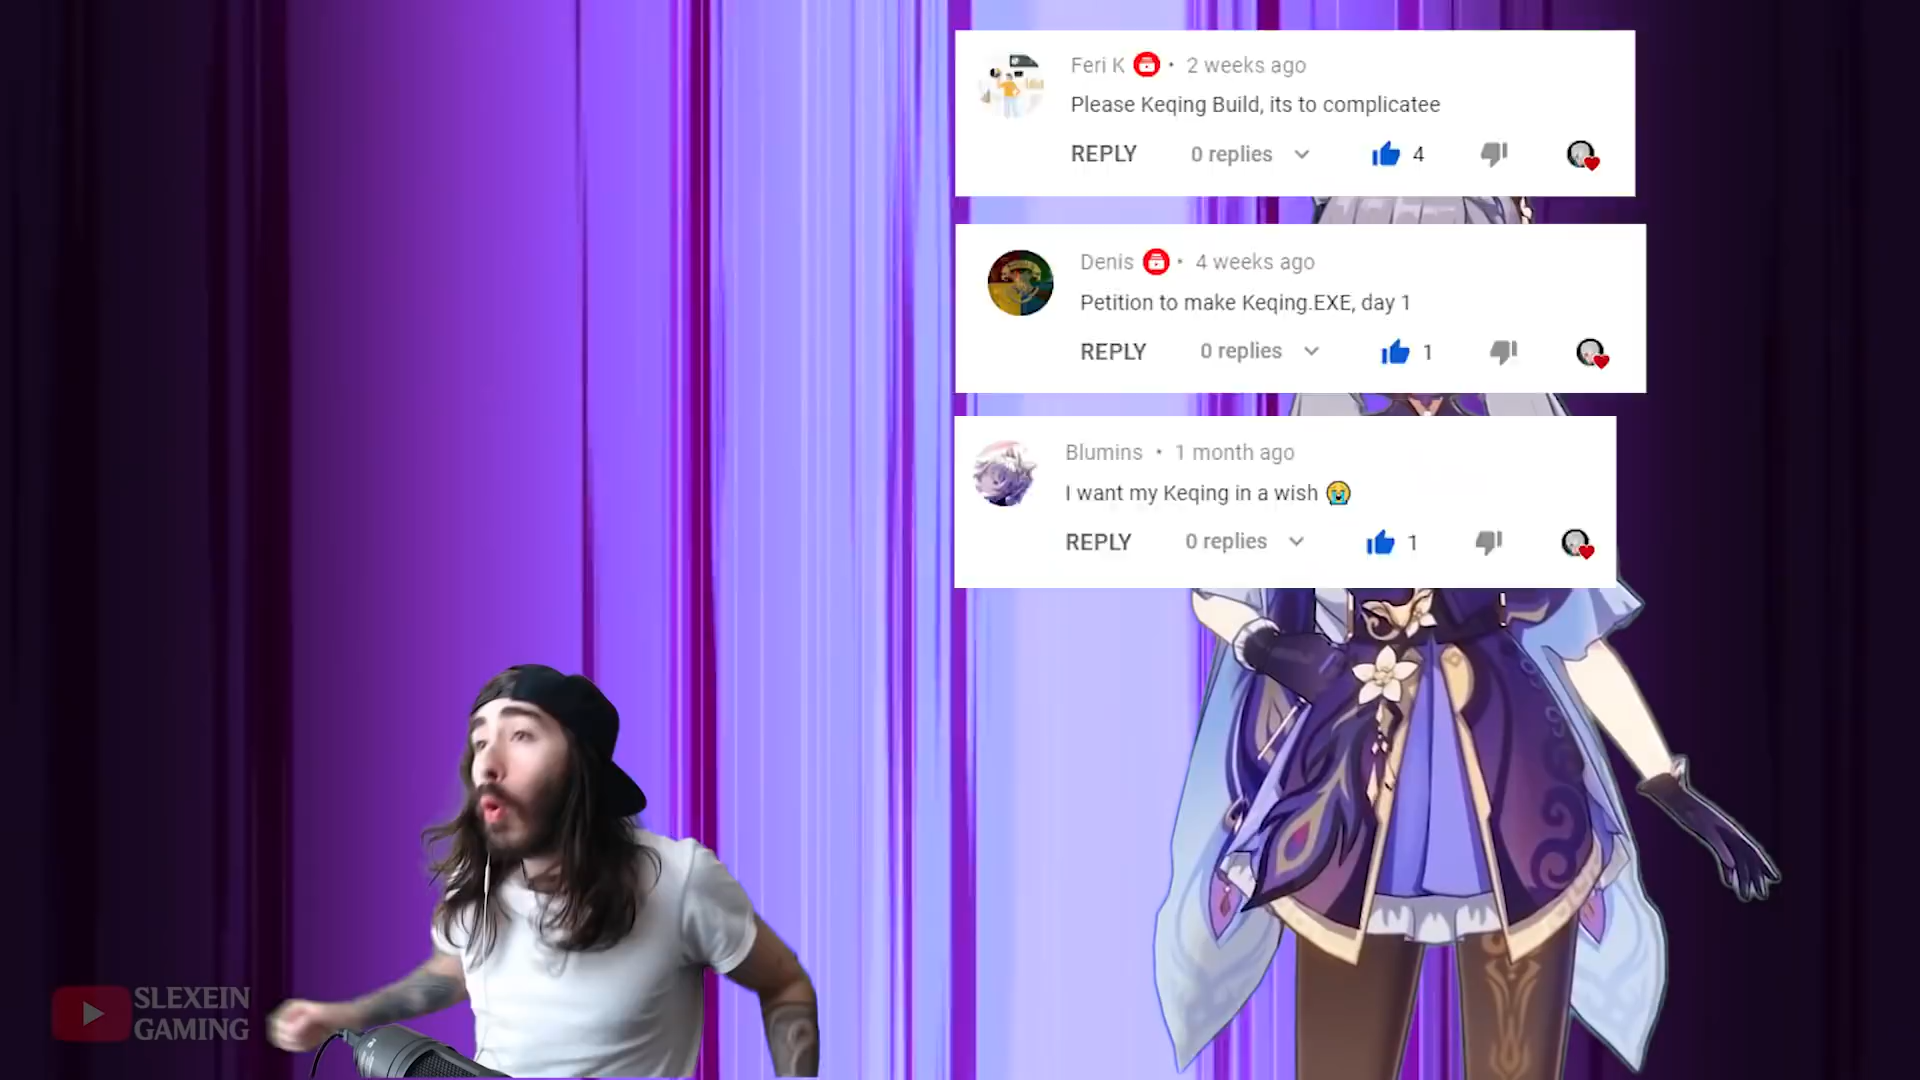 Feri K • 2 weeks ago
Please Keqing Build, its to complicatee
REPLY 0 replies 4
Denis • 4 weeks ago
Petition to make Keqing.EXE, day 1
REPLY 0 replies 1
Blumins • 1 month ago
I want my Keqing in a wish 😭
REPLY 0 replies 1
SLEXEIN
GAMING